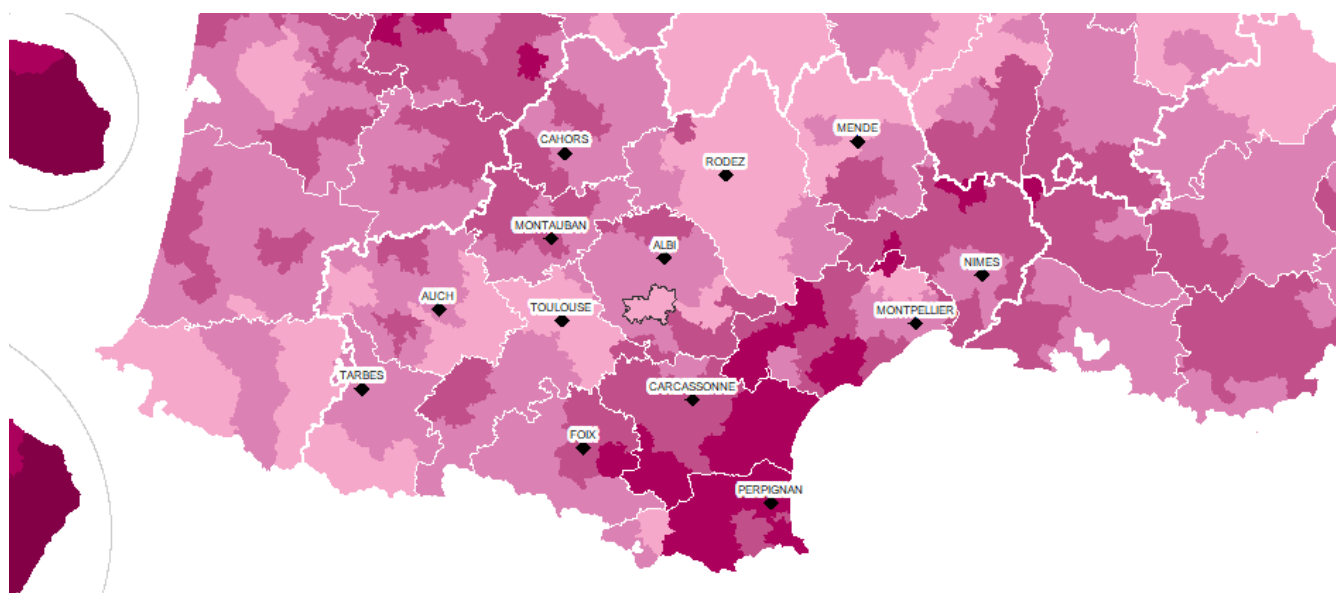 CAHORS
MENDE
RODEZ
MONTAUBAN
ALBI
NIMES
AUCH
TOULOUSE
MONTPELLIER
TARBES
CARCASSONNE
FOIX
PERPIGNAN